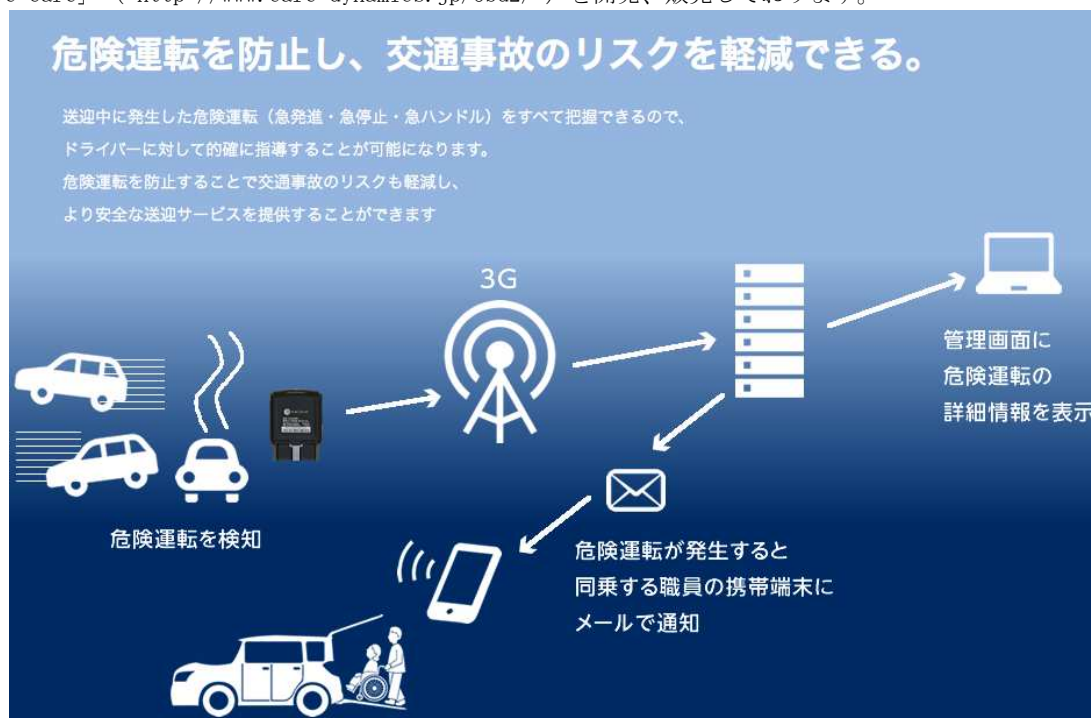 危険運転を防止し、交通事故のリスクを軽減できる。
送迎中に発生した危険運転（急発進・急停止・急ハンドル）をすべて把握できるので、
ドライバーに対して的確に指導することが可能になります。
危険運転を防止することで交通事故のリスクも軽減し、
より安全な送迎サービスを提供することができます
3G
管理画面に
危険運転の
詳細情報を表示
危険運転を検知
危険運転が発生すると
同乗する職員の携帯端末に
メールで通知